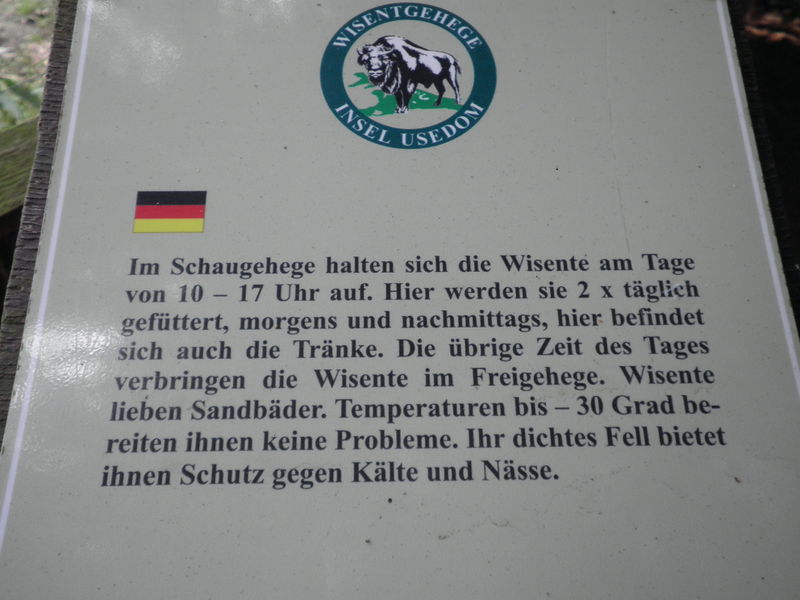 WISENTGEHEGE
INSEL USEDOM
Im Schaugehege halten sich die Wisente am Tage
von 10 – 17 Uhr auf. Hier werden sie 2 x täglich
gefüttert, morgens und nachmittags, hier befindet
sich auch die Tränke. Die übrige Zeit des Tages
verbringen die Wisente im Freigehege. Wisente
lieben Sandbäder. Temperaturen bis – 30 Grad be-
reiten ihnen keine Probleme. Ihr dichtes Fell bietet
ihnen Schutz gegen Kälte und Nässe.